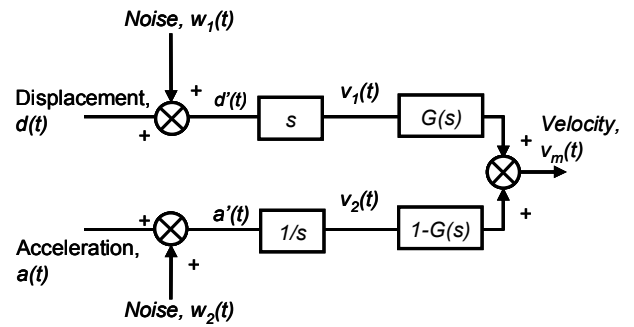 Noise, w1(t)
+
Displacement,
d(t)
+
d'(t)
s
v1(t)
G(s)
+
Velocity,
vm(t)
+
Acceleration,
a(t)
+
a'(t)
1/s
v2(t)
1-G(s)
+
Noise, w2(t)